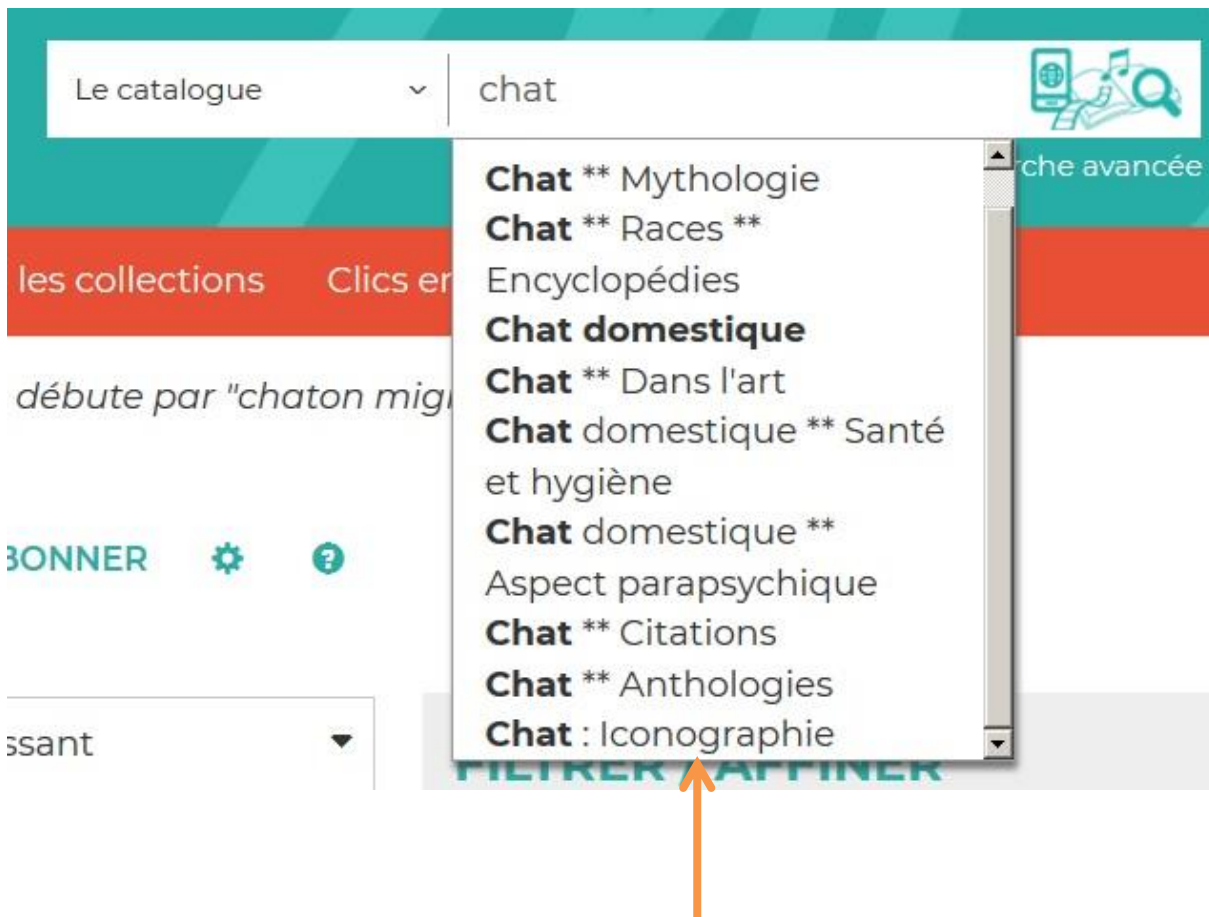 Le catalogue
chat
Chat ** Mythologie
rche avancée
Chat ** Races **
Encyclopédies
les collections Clics er
Chat domestique
Chat ** Dans l'art
débute par "chaton mig
Chat domestique ** Santé
et hygiène
Chat domestique **
Aspect parapsychique
BONNER
Chat ** Citations
Chat ** Anthologies
Chat : Iconographie
ssant
FILTRER / AFFINER